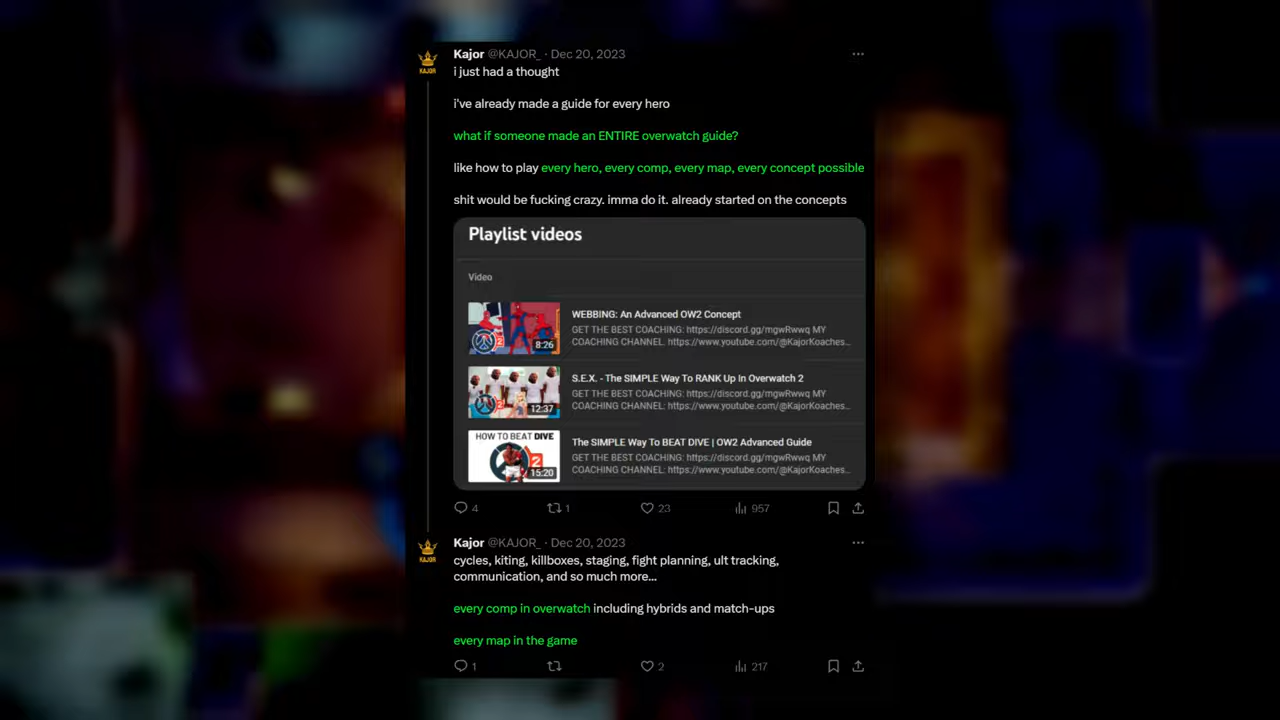 Kajor @KAJOR_ · Dec 20, 2023
i just had a thought
i've already made a guide for every hero
what if someone made an ENTIRE overwatch guide?
like how to play every hero, every comp, every map, every concept possible
shit would be fucking crazy. imma do it. already started on the concepts
Playlist videos
Video
WEBBING: An Advanced OW2 Concept
GET THE BEST COACHING: https://discord.gg/mgwRwwq MY
COACHING CHANNEL: https://www.youtube.com/@KajorKoaches...
8:26
S.E.X. - The SIMPLE Way To RANK Up In Overwatch 2
GET THE BEST COACHING: https://discord.gg/mgwRwwq MY
COACHING CHANNEL: https://www.youtube.com/@KajorKoaches...
12:37
HOW TO BEAT DIVE
The SIMPLE Way To BEAT DIVE | OW2 Advanced Guide
GET THE BEST COACHING: https://discord.gg/mgwRwwq MY
COACHING CHANNEL: https://www.youtube.com/@KajorKoaches...
15:20
4 1 23 957
Kajor @KAJOR_ · Dec 20, 2023
KAJOR
cycles, kiting, killboxes, staging, fight planning, ult tracking,
communication, and so much more...
every comp in overwatch including hybrids and match-ups
every map in the game
1 2 217